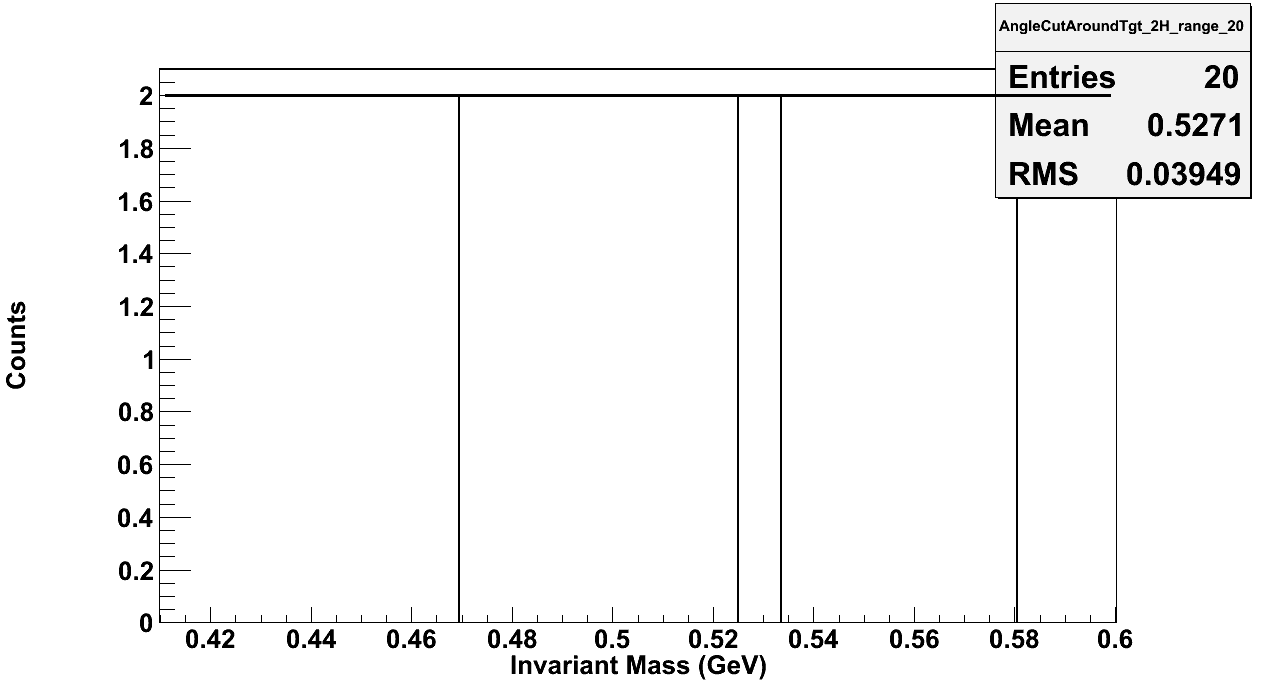 AngleCutAroundTgt_2H_range_20
Entries 20
Mean 0.5271
RMS 0.03949
2
1.8
1.6
1.4
1.2
1
0.8
0.6
0.4
0.2
0
Counts
0.42 0.44 0.46 0.48 0.5 0.52 0.54 0.56 0.58 0.6
Invariant Mass (GeV)